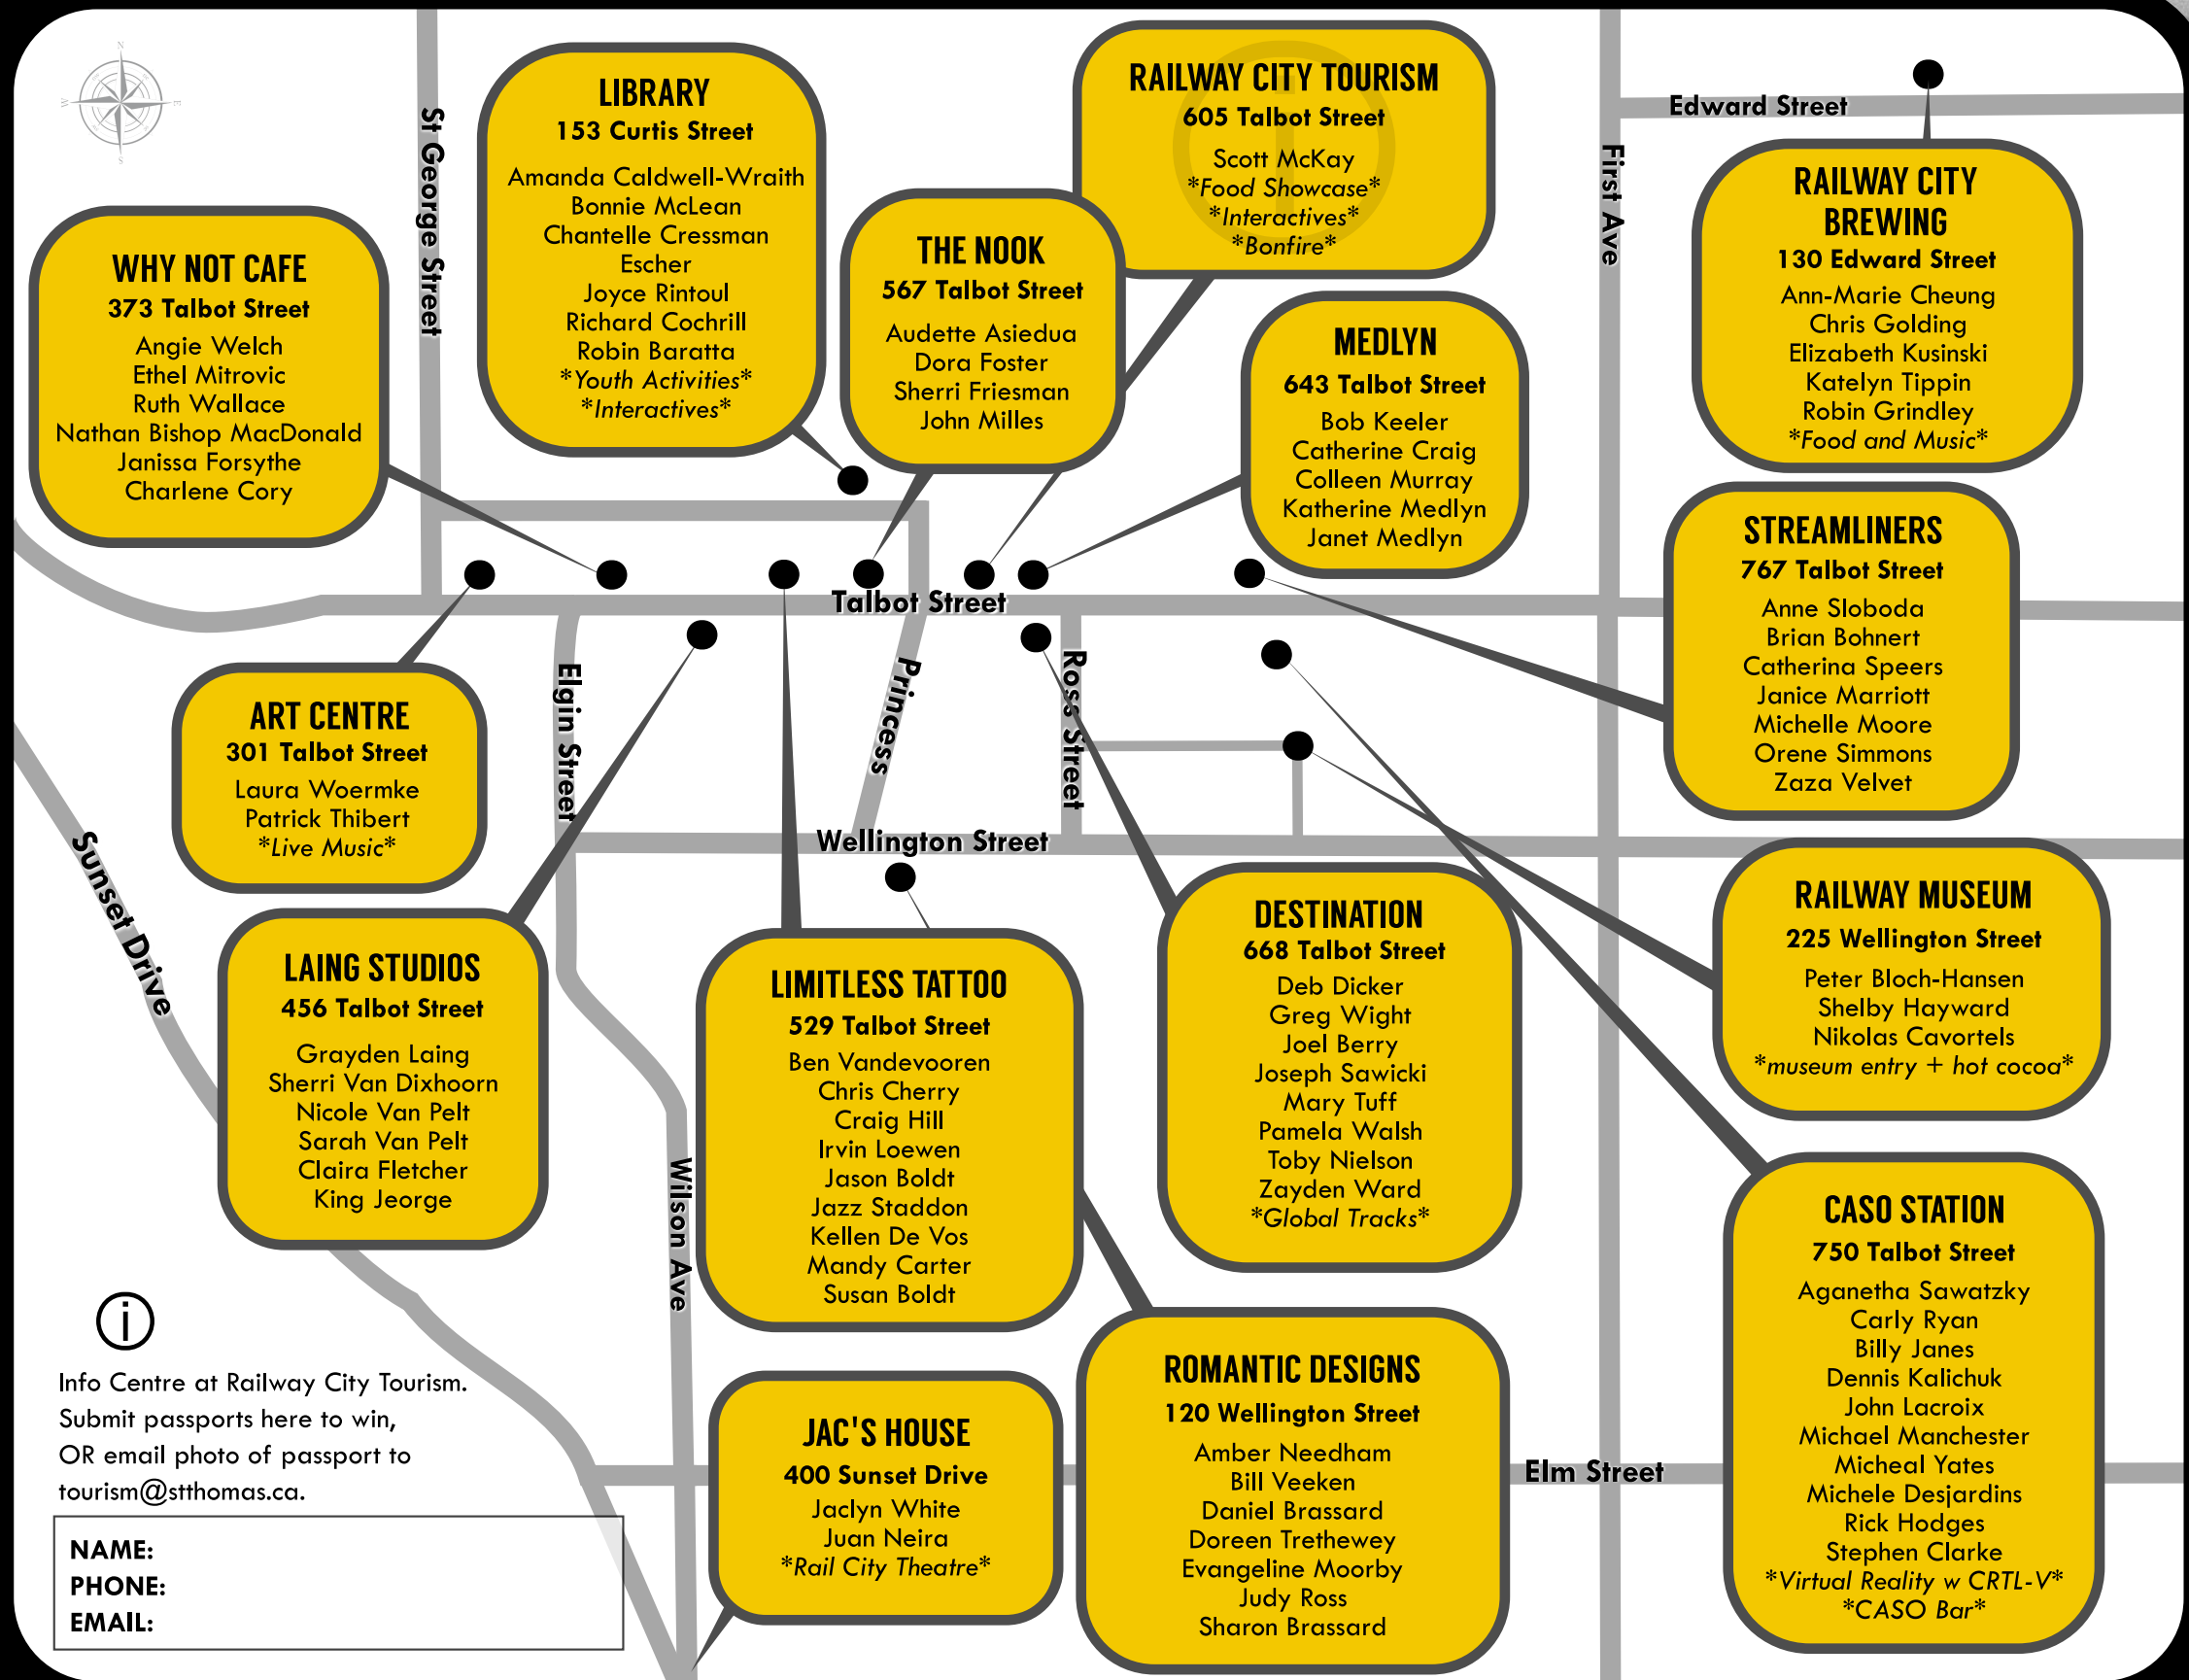 N
E
S
W
St George Street
LIBRARY
153 Curtis Street
Amanda Caldwell-Wraith
Bonnie McLean
Chantelle Cressman
Escher
Joyce Rintoul
Richard Cochrill
Robin Baratta
*Youth Activities*
*Interactives*
RAILWAY CITY TOURISM
605 Talbot Street
Scott McKay
*Food Showcase*
*Interactives*
*Bonfire*
First Ave
Edward Street
RAILWAY CITY
BREWING
130 Edward Street
Ann-Marie Cheung
Chris Golding
Elizabeth Kusinski
Katelyn Tippin
Robin Grindley
*Food and Music*
WHY NOT CAFE
373 Talbot Street
Angie Welch
Ethel Mitrovic
Ruth Wallace
Nathan Bishop MacDonald
Janissa Forsythe
Charlene Cory
THE NOOK
567 Talbot Street
Audette Asiedua
Dora Foster
Sherri Friesman
John Milles
MEDLYN
643 Talbot Street
Bob Keeler
Catherine Craig
Colleen Murray
Katherine Medlyn
Janet Medlyn
STREAMLINERS
767 Talbot Street
Anne Sloboda
Brian Bohnert
Catherina Speers
Janice Marriott
Michelle Moore
Orene Simmons
Zaza Velvet
Talbot Street
ART CENTRE
301 Talbot Street
Laura Woermke
Patrick Thibert
*Live Music*
Elgin Street
Princess
Ross Street
Wellington Street
Sunset Drive
LAING STUDIOS
456 Talbot Street
Grayden Laing
Sherri Van Dixhoorn
Nicole Van Pelt
Sarah Van Pelt
Claira Fletcher
King Jeorge
LIMITLESS TATTOO
529 Talbot Street
Ben Vandevooren
Chris Cherry
Craig Hill
Irvin Loewen
Jason Boldt
Jazz Staddon
Kellen De Vos
Mandy Carter
Susan Boldt
DESTINATION
668 Talbot Street
Deb Dicker
Greg Wight
Joel Berry
Joseph Sawicki
Mary Tuff
Pamela Walsh
Toby Nielson
Zayden Ward
*Global Tracks*
RAILWAY MUSEUM
225 Wellington Street
Peter Bloch-Hansen
Shelby Hayward
Nikolas Cavortels
*museum entry + hot cocoa*
Wilson Ave
CASO STATION
750 Talbot Street
Aganetha Sawatzky
Carly Ryan
Billy Janes
Dennis Kalichuk
John Lacroix
Michael Manchester
Micheal Yates
Michele Desjardins
Rick Hodges
Stephen Clarke
*Virtual Reality w CRTL-V*
*CASO Bar*
i
Info Centre at Railway City Tourism.
Submit passports here to win,
OR email photo of passport to
tourism@stthomas.ca.
NAME:
PHONE:
EMAIL:
JAC'S HOUSE
400 Sunset Drive
Jaclyn White
Juan Neira
*Rail City Theatre*
ROMANTIC DESIGNS
120 Wellington Street
Amber Needham
Bill Veeken
Daniel Brassard
Doreen Trethewey
Evangeline Moorby
Judy Ross
Sharon Brassard
Elm Street